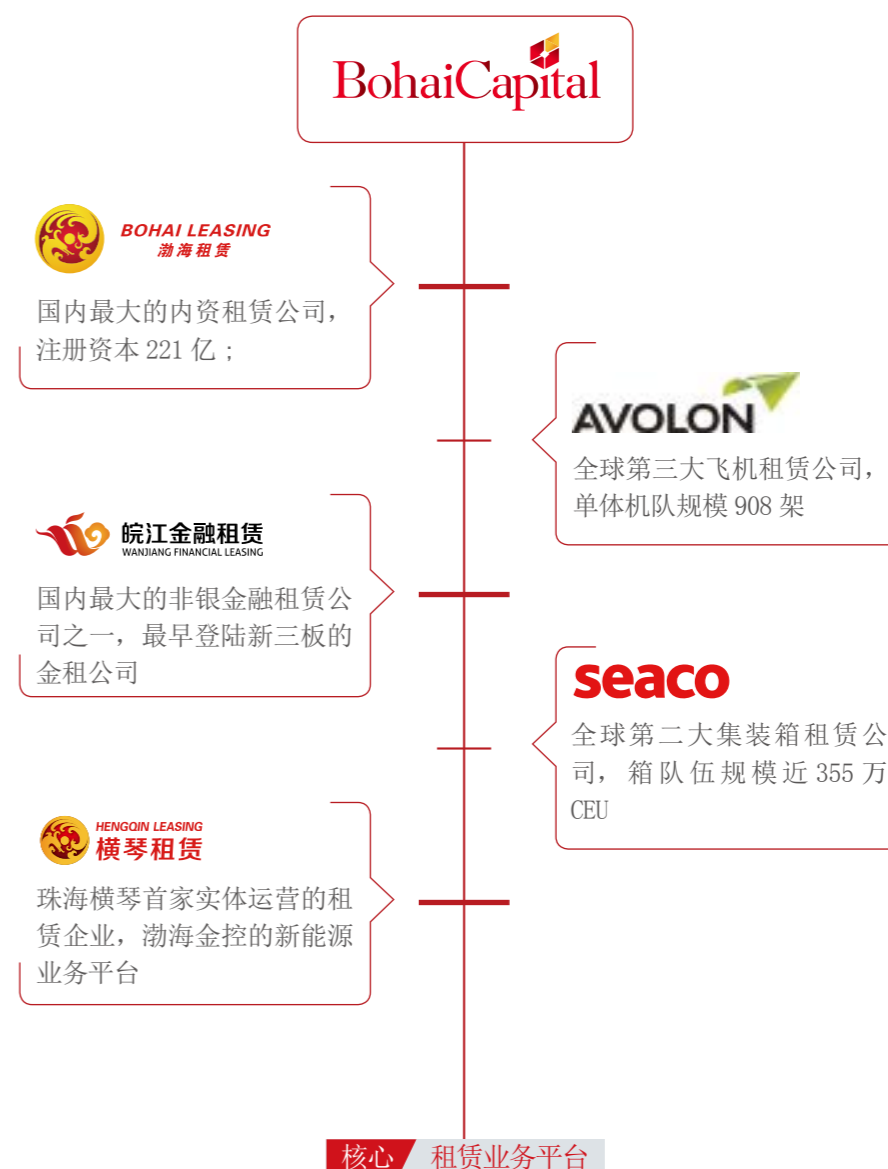 BohaiCapital
BOHAI LEASING
渤海租赁
国内最大的内资租赁公司，
注册资本 221 亿；
AVOLON
全球第三大飞机租赁公司，
单体机队规模 908 架
皖江金融租赁
WANJIANG FINANCIAL LEASING
国内最大的非银金融租赁公
司之一，最早登陆新三板的
金租公司
seaco
全球第二大集装箱租赁公
司，箱队伍规模近 355 万
CEU
HENGQIN LEASING
横琴租赁
珠海横琴首家实体运营的租
赁企业，渤海金控的新能源
业务平台
核心 租赁业务平台